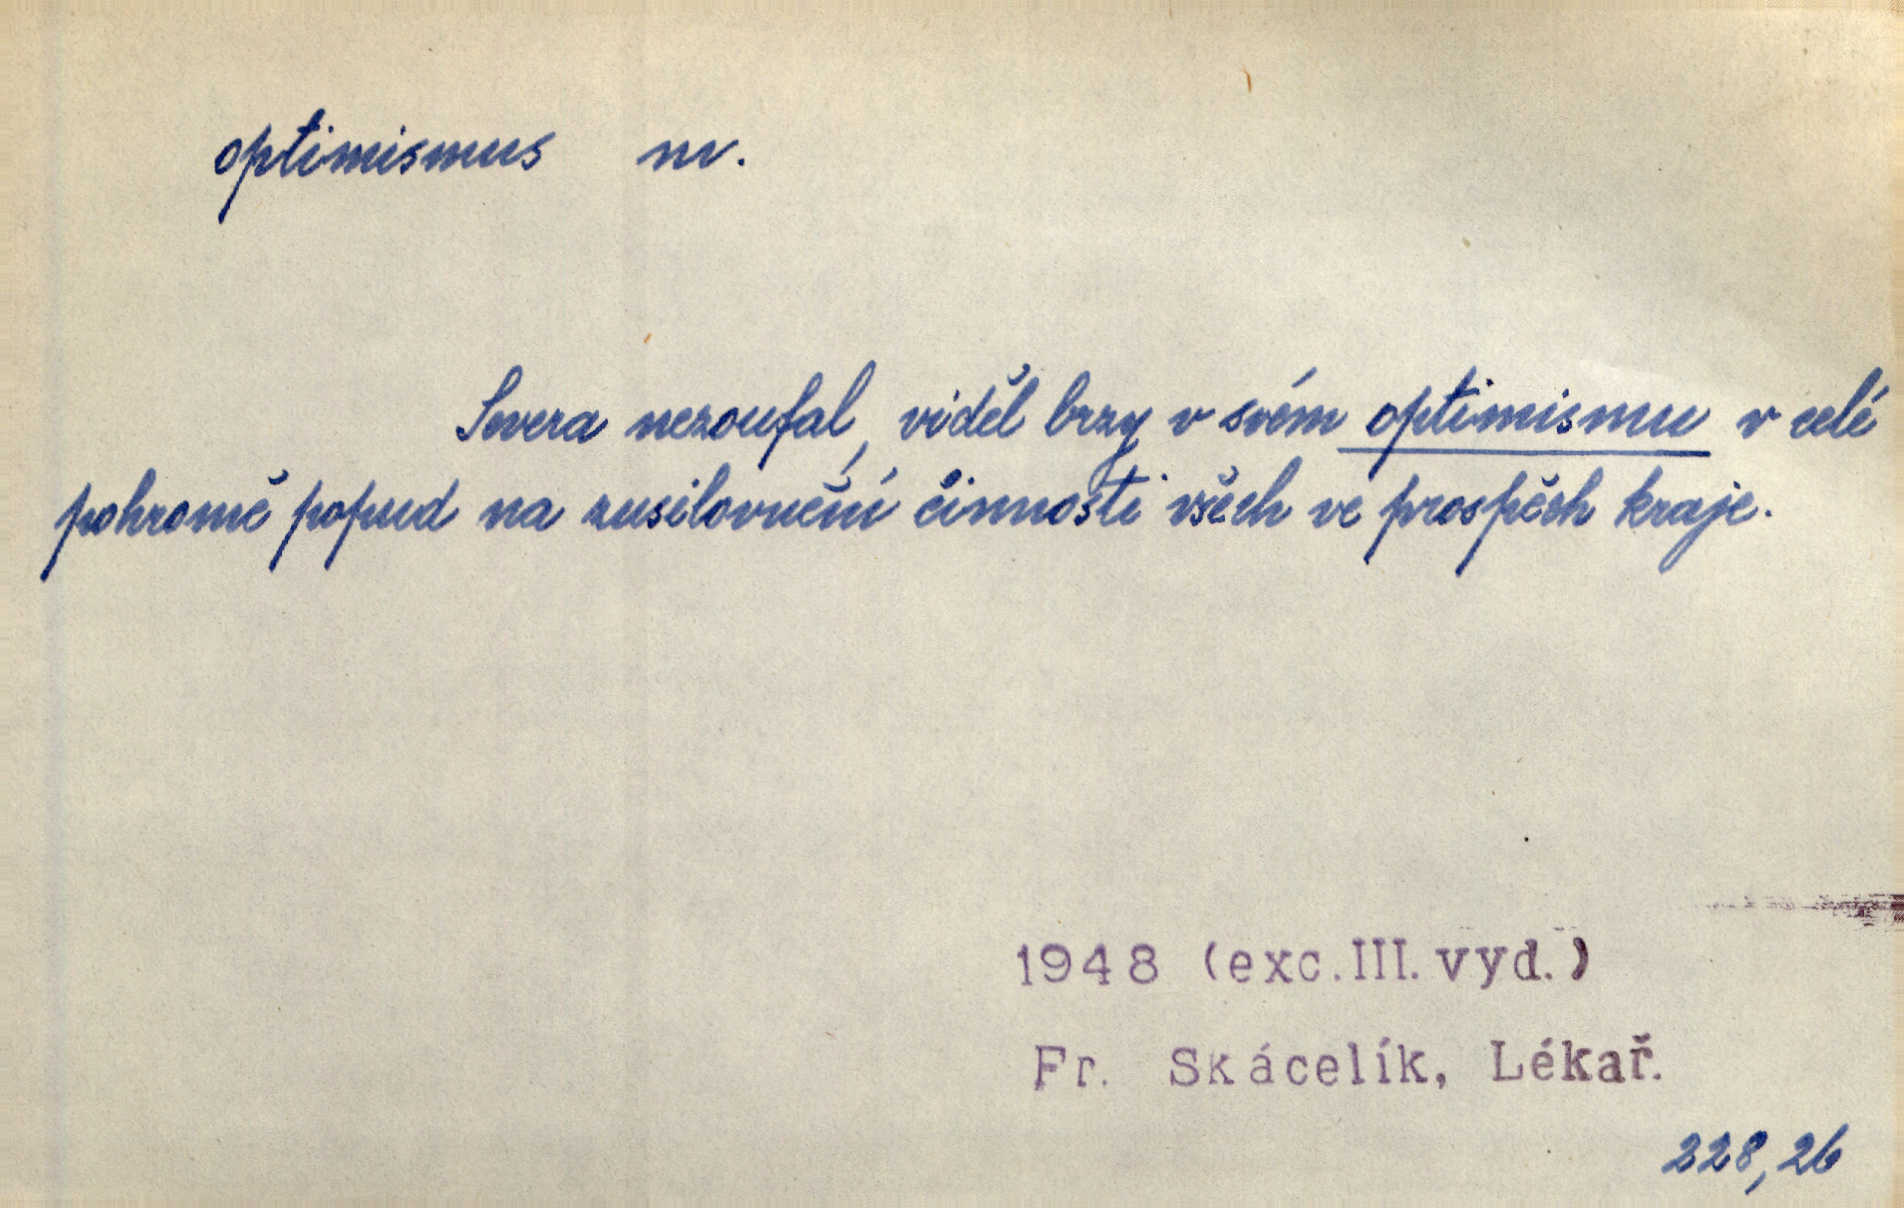 optimismus m.
Severa nezoufal, viděl brzy v svém optimismu v celé
pohromě popud na zusilovnění činnosti všech ve prospěch kraje.
1948 (exc.III.vyd.)
Fr. Skácelík, Lékař.
228,26